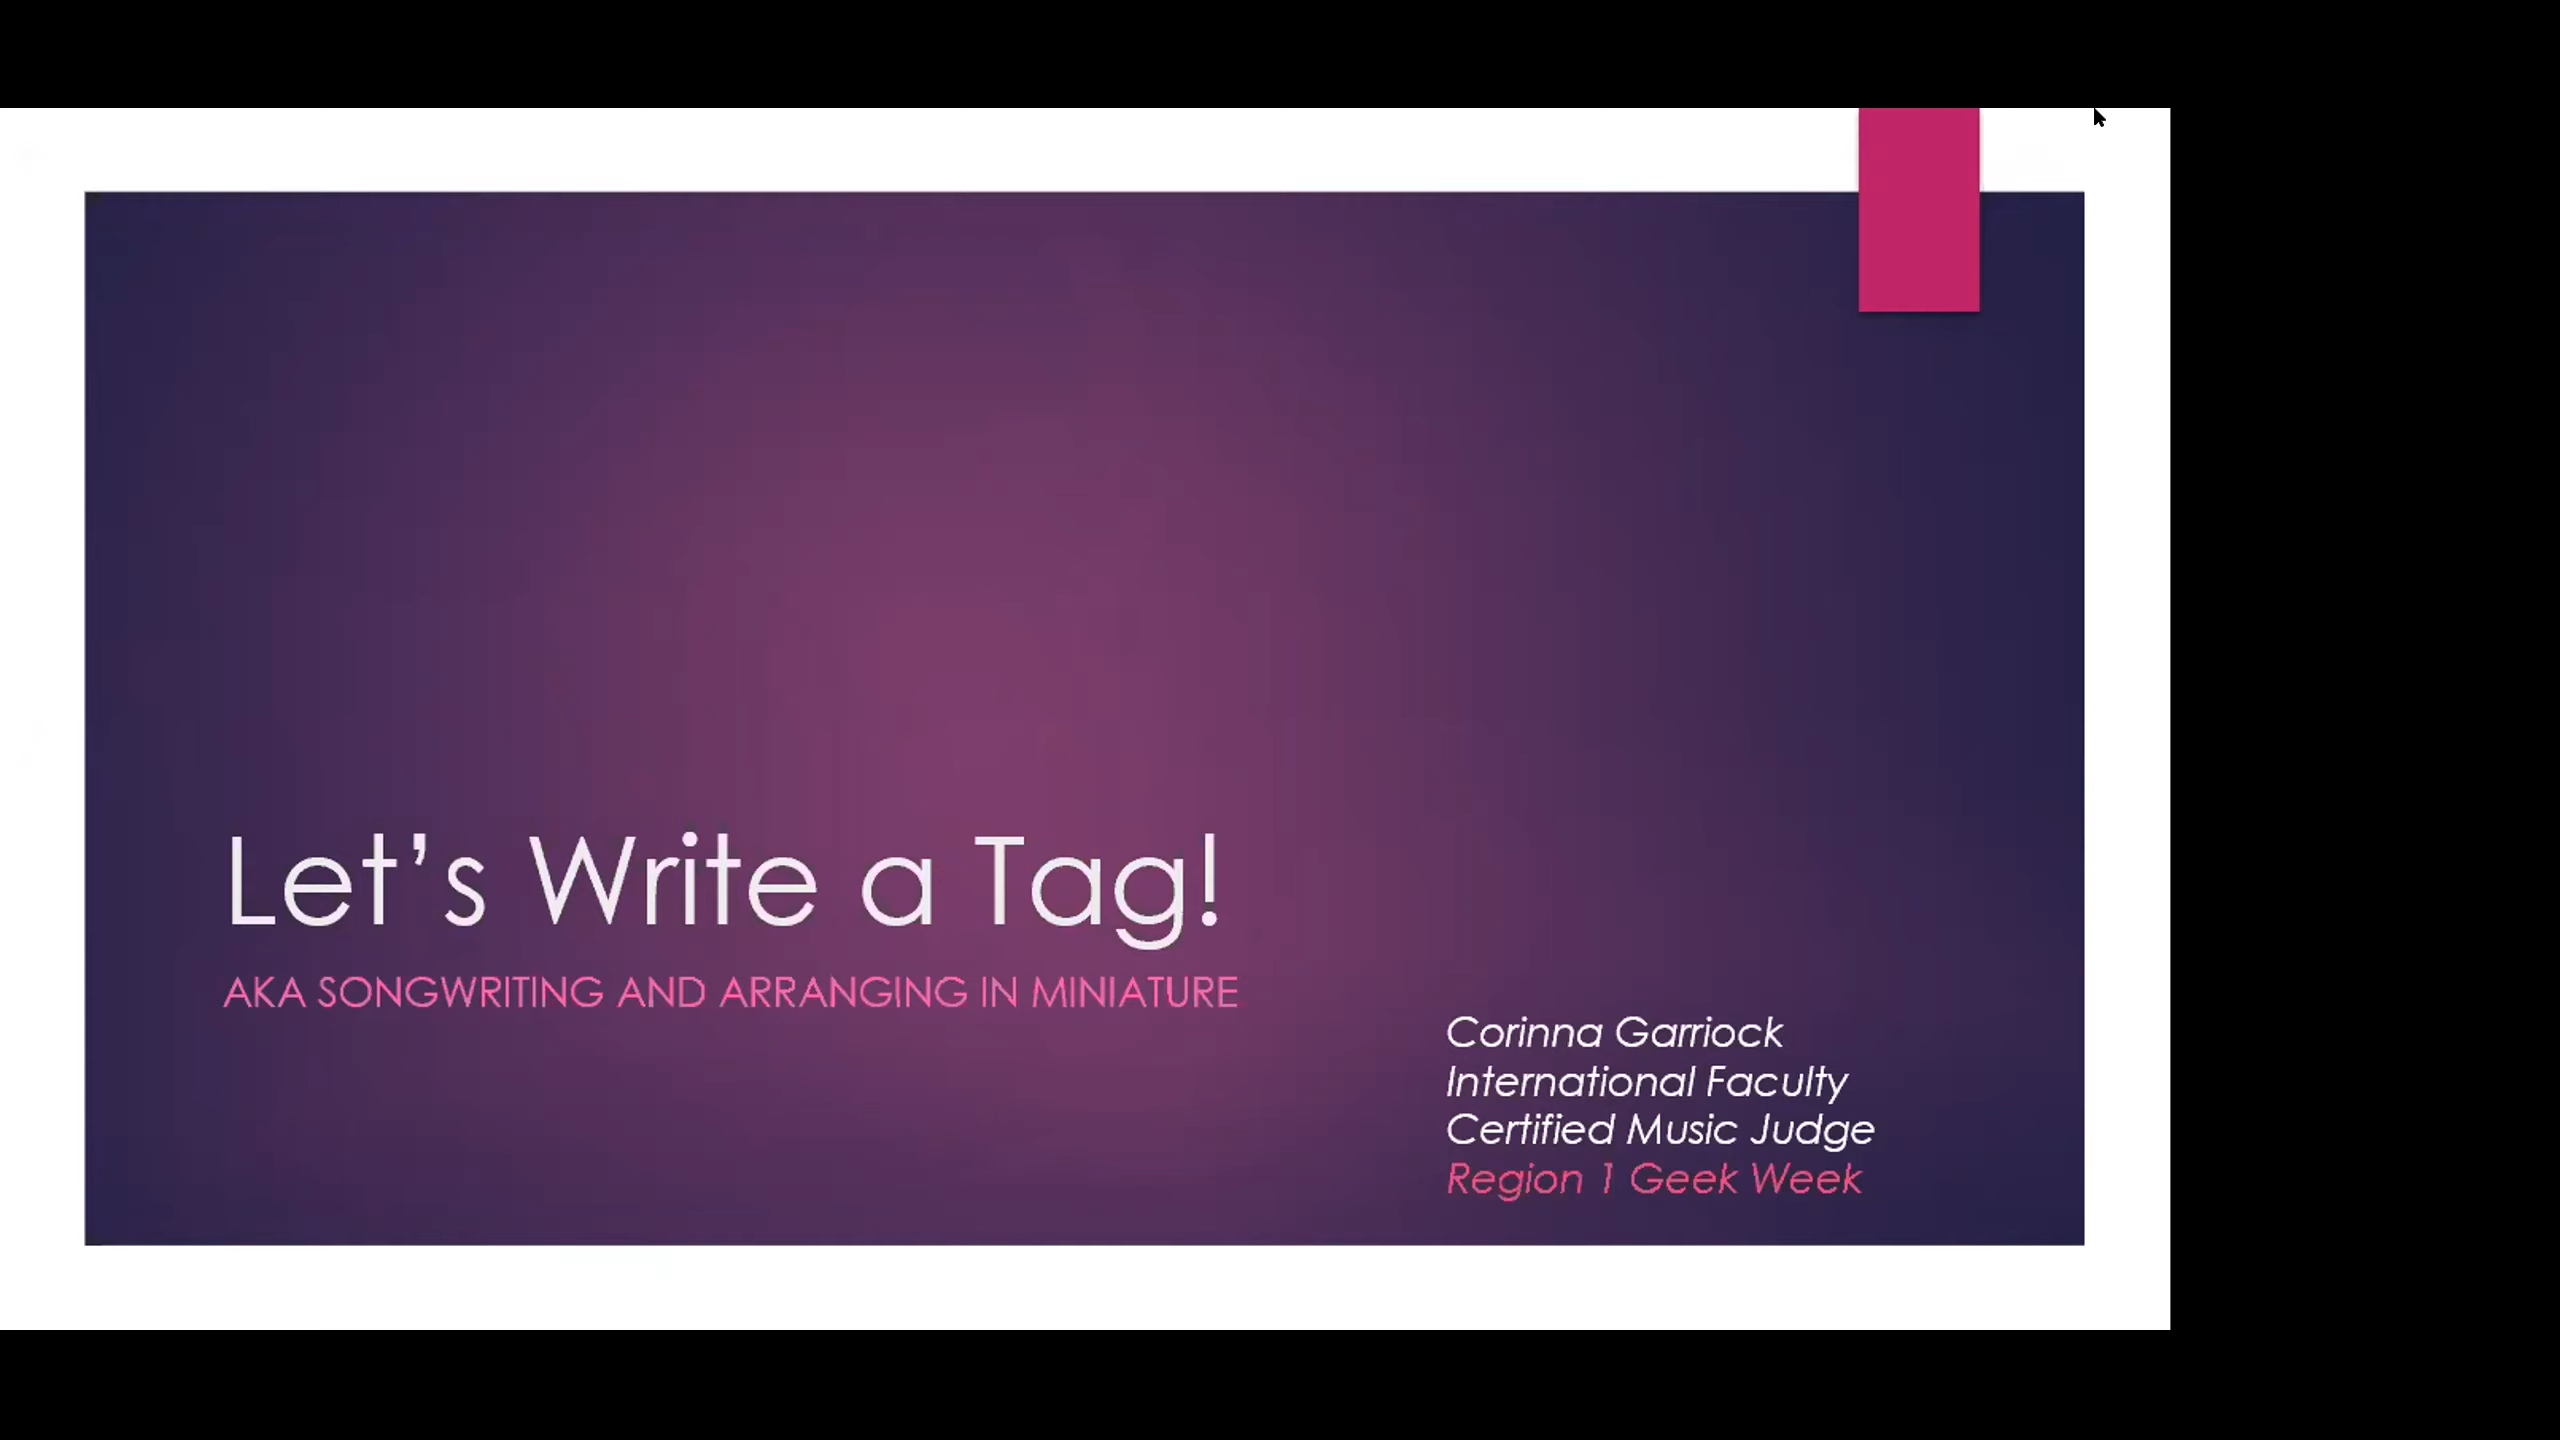 Let’s Write a Tag!
AKA SONGWRITING AND ARRANGING IN MINIATURE
Corinna Garriock
International Faculty
Certified Music Judge
Region 1 Geek Week